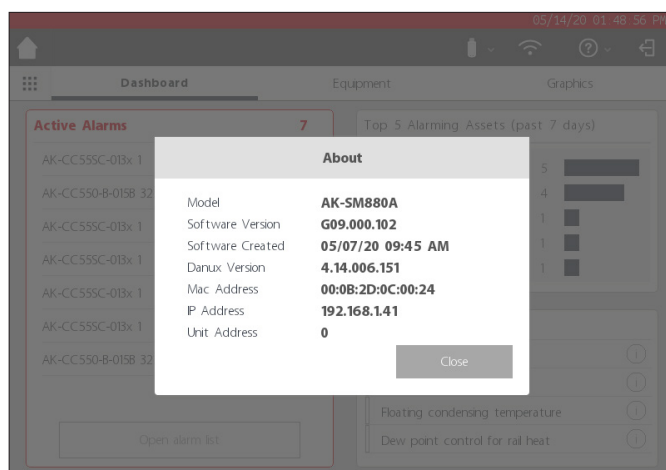 05/14/20 01 48 56 PM
Dashboard
Equipment
Graphics
Active Alarms 7
AK-CC55SC-013x 1
AK-CC550-B-015B 32
AK-CC55SC-013x 1
AK-CC55SC-013x 1
AK-CC55SC-013x 1
AK-CC55SC-013x 1
AK-CC550-B-015B 32
Open alarm list
Top 5 Alarming Assets (past 7 days)
5
4
1
1
1
Floating condensing temperature
Dew point control for rail heat
About
Model AK-SM880A
Software Version G09.000.102
Software Created 05/07/20 09:45 AM
Danux Version 4.14.006.151
Mac Address 00:0B:2D:0C:00:24
IP Address 192.168.1.41
Unit Address 0
Close